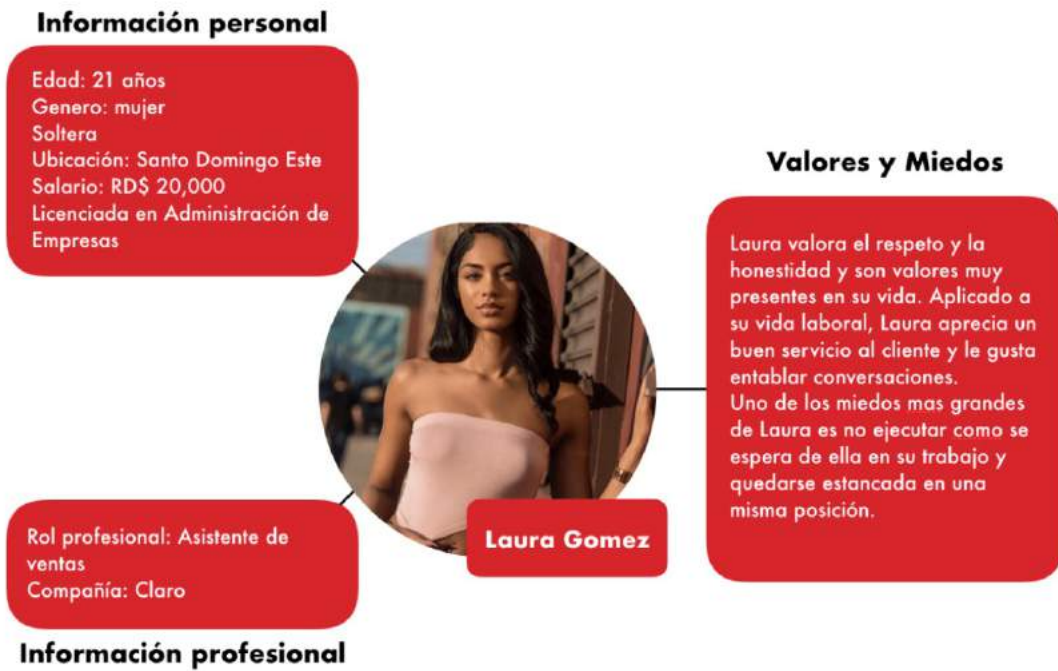 Información personal
Edad: 21 años
Genero: mujer
Soltera
Ubicación: Santo Domingo Este
Salario: RD$ 20,000
Licenciada en Administración de
Empresas
Valores y Miedos
Laura valora el respeto y la
honestidad y son valores muy
presentes en su vida. Aplicado a
su vida laboral, Laura aprecia un
buen servicio al cliente y le gusta
entablar conversaciones.
Uno de los miedos mas grandes
de Laura es no ejecutar como se
espera de ella en su trabajo y
quedarse estancada en una
misma posición.
Laura Gomez
Rol profesional: Asistente de
ventas
Compañía: Claro
Información profesional